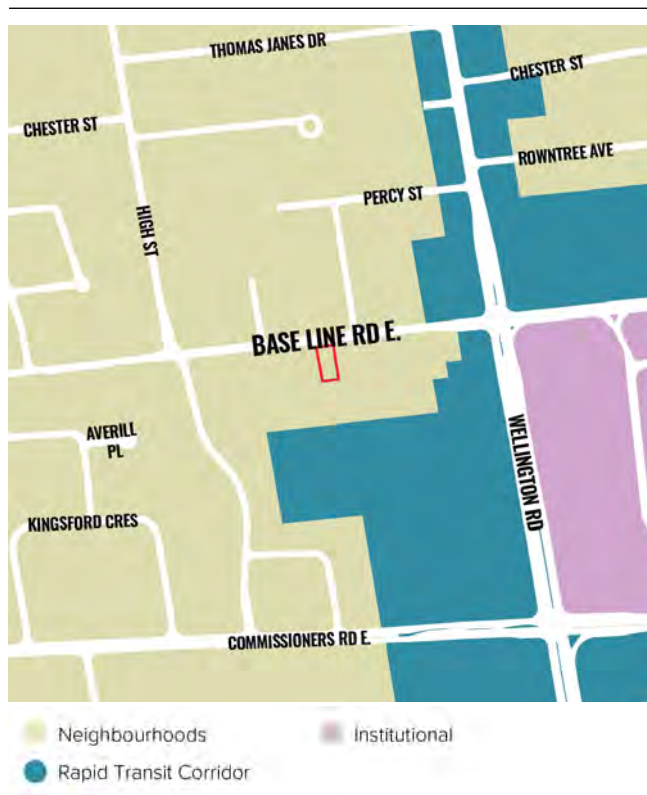 THOMAS JANES DR
CHESTER ST
CHESTER ST
ROWNTREE AVE
PERCY ST
HIGH ST
BASE LINE RD E.
AVERILL
PL
WELLINGTON RD
KINGSFORD CRES
COMMISSIONERS RD E.
Neighbourhoods
Institutional
Rapid Transit Corridor